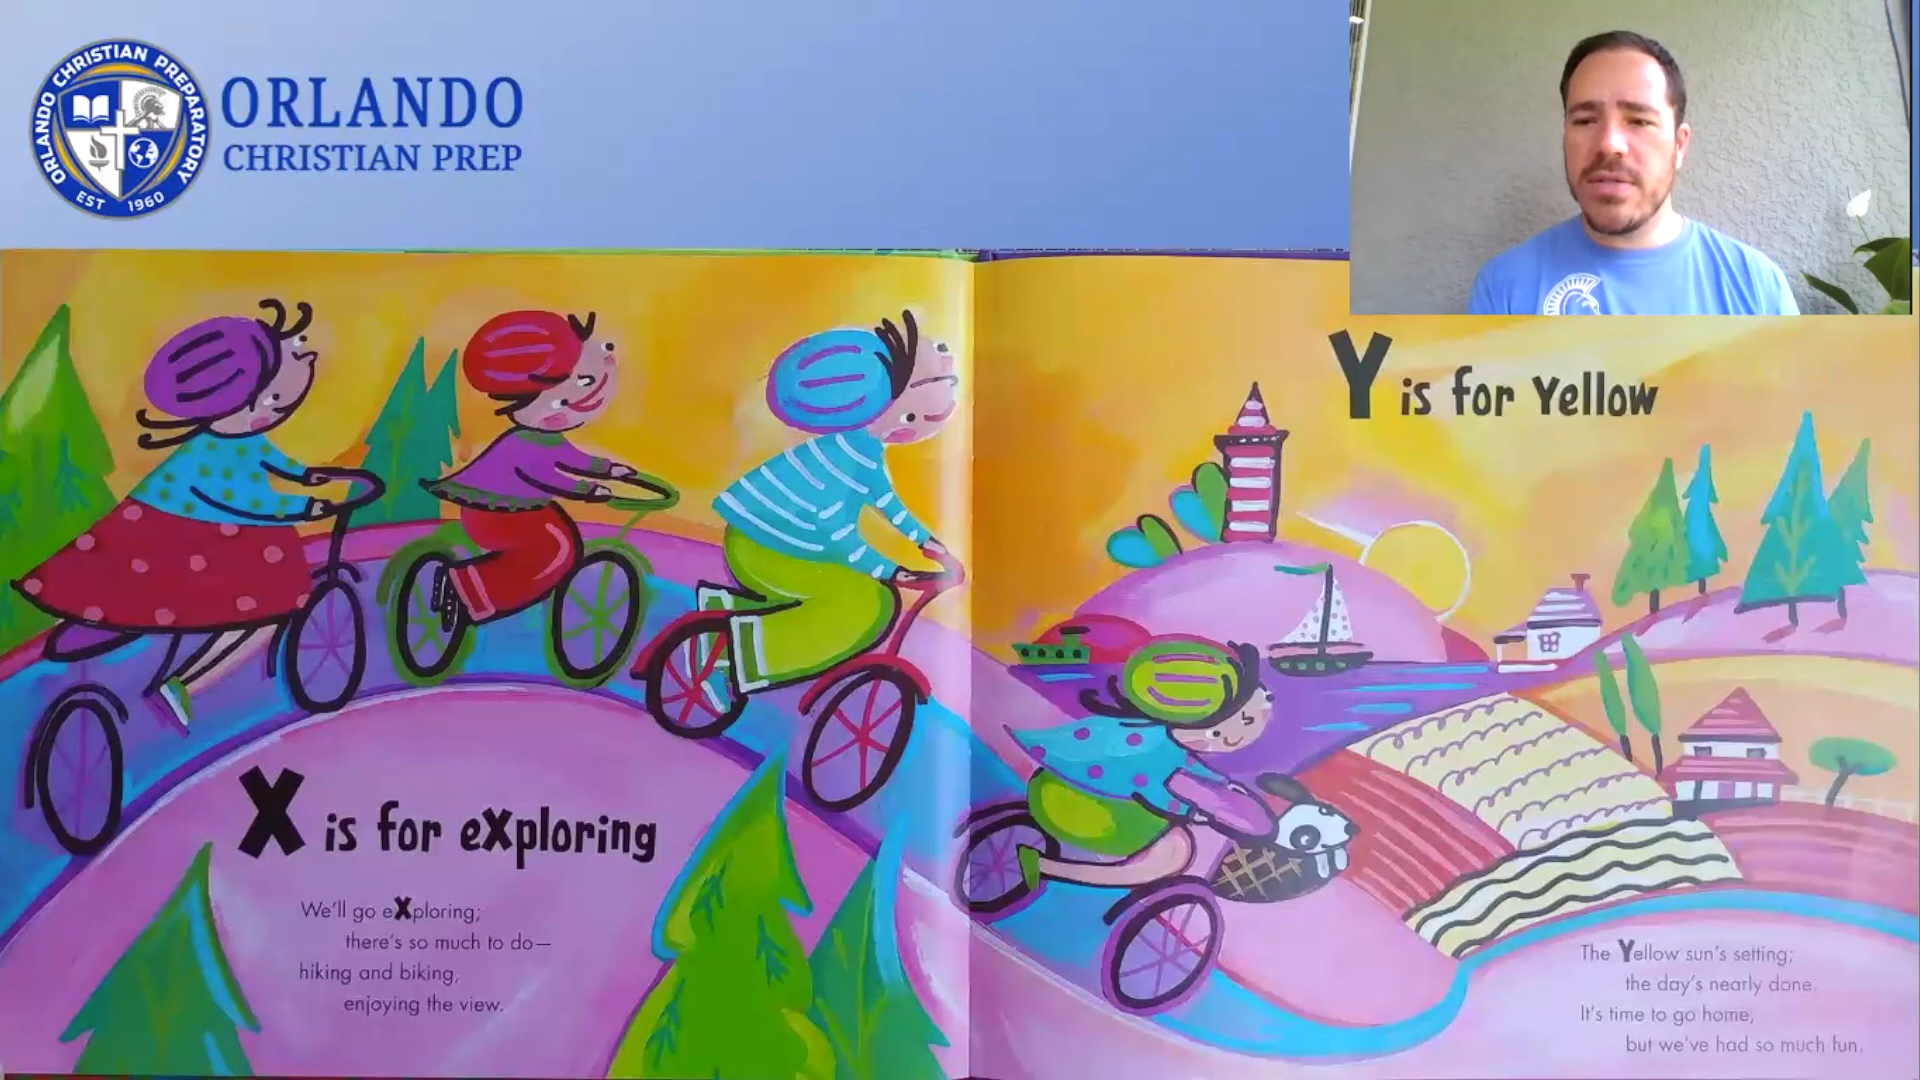 ORLANDO CHRISTIAN PREPARATORY
EST 1960
ORLANDO
CHRISTIAN PREP
X is for eXploring
We'll go eXploring;
there's so much to do—
hiking and biking,
enjoying the view.
Y is for Yellow
The Yellow sun's setting;
the day's nearly done.
It's time to go home,
but we've had so much fun.